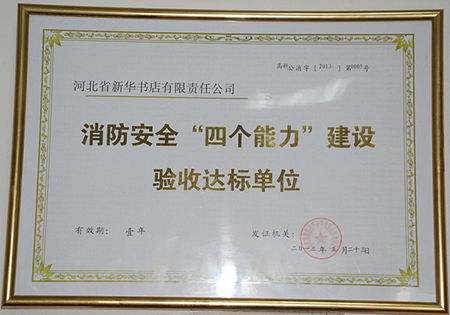 高新公消字［2013］第0005号
河北省新华书店有限责任公司
消防安全“四个能力”建设
验收达标单位
有效期： 壹年
发证机关：
二〇一三年五月二十三日